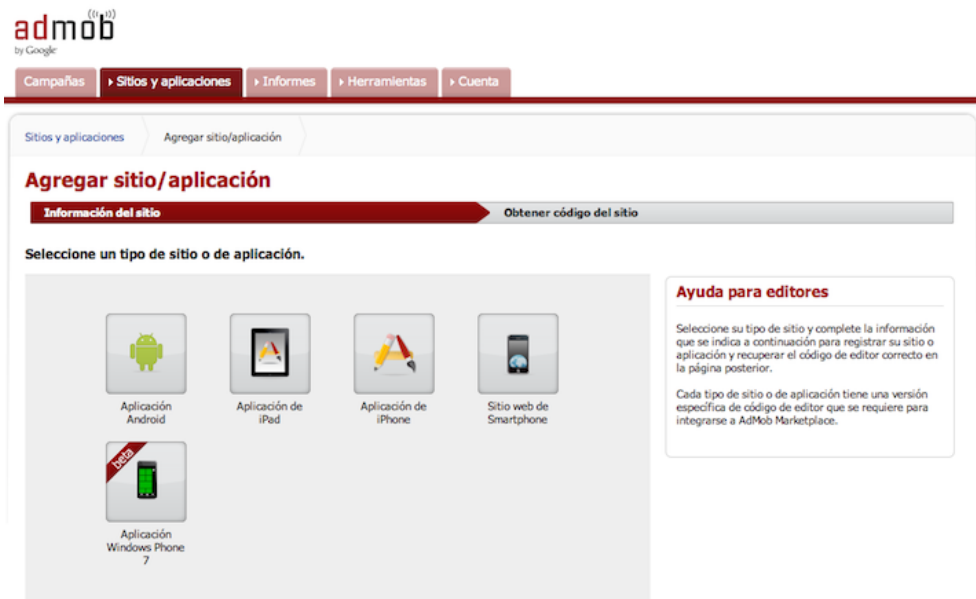 admob
by Google
Campañas
Sitios y aplicaciones
Informes
Herramientas
Cuenta
Sitios y aplicaciones
Agregar sitio/aplicación
Agregar sitio/aplicación
Información del sitio
Obtener código del sitio
Seleccione un tipo de sitio o de aplicación.
Aplicación
Android
Aplicación de
iPad
Aplicación de
iPhone
Sitio web de
Smartphone
beta
Aplicación
Windows Phone
7
Ayuda para editores
Seleccione su tipo de sitio y complete la información
que se indica a continuación para registrar su sitio o
aplicación y recuperar el código de editor correcto en
la página posterior.
Cada tipo de sitio o de aplicación tiene una versión
específica de código de editor que se requiere para
integrarse a AdMob Marketplace.